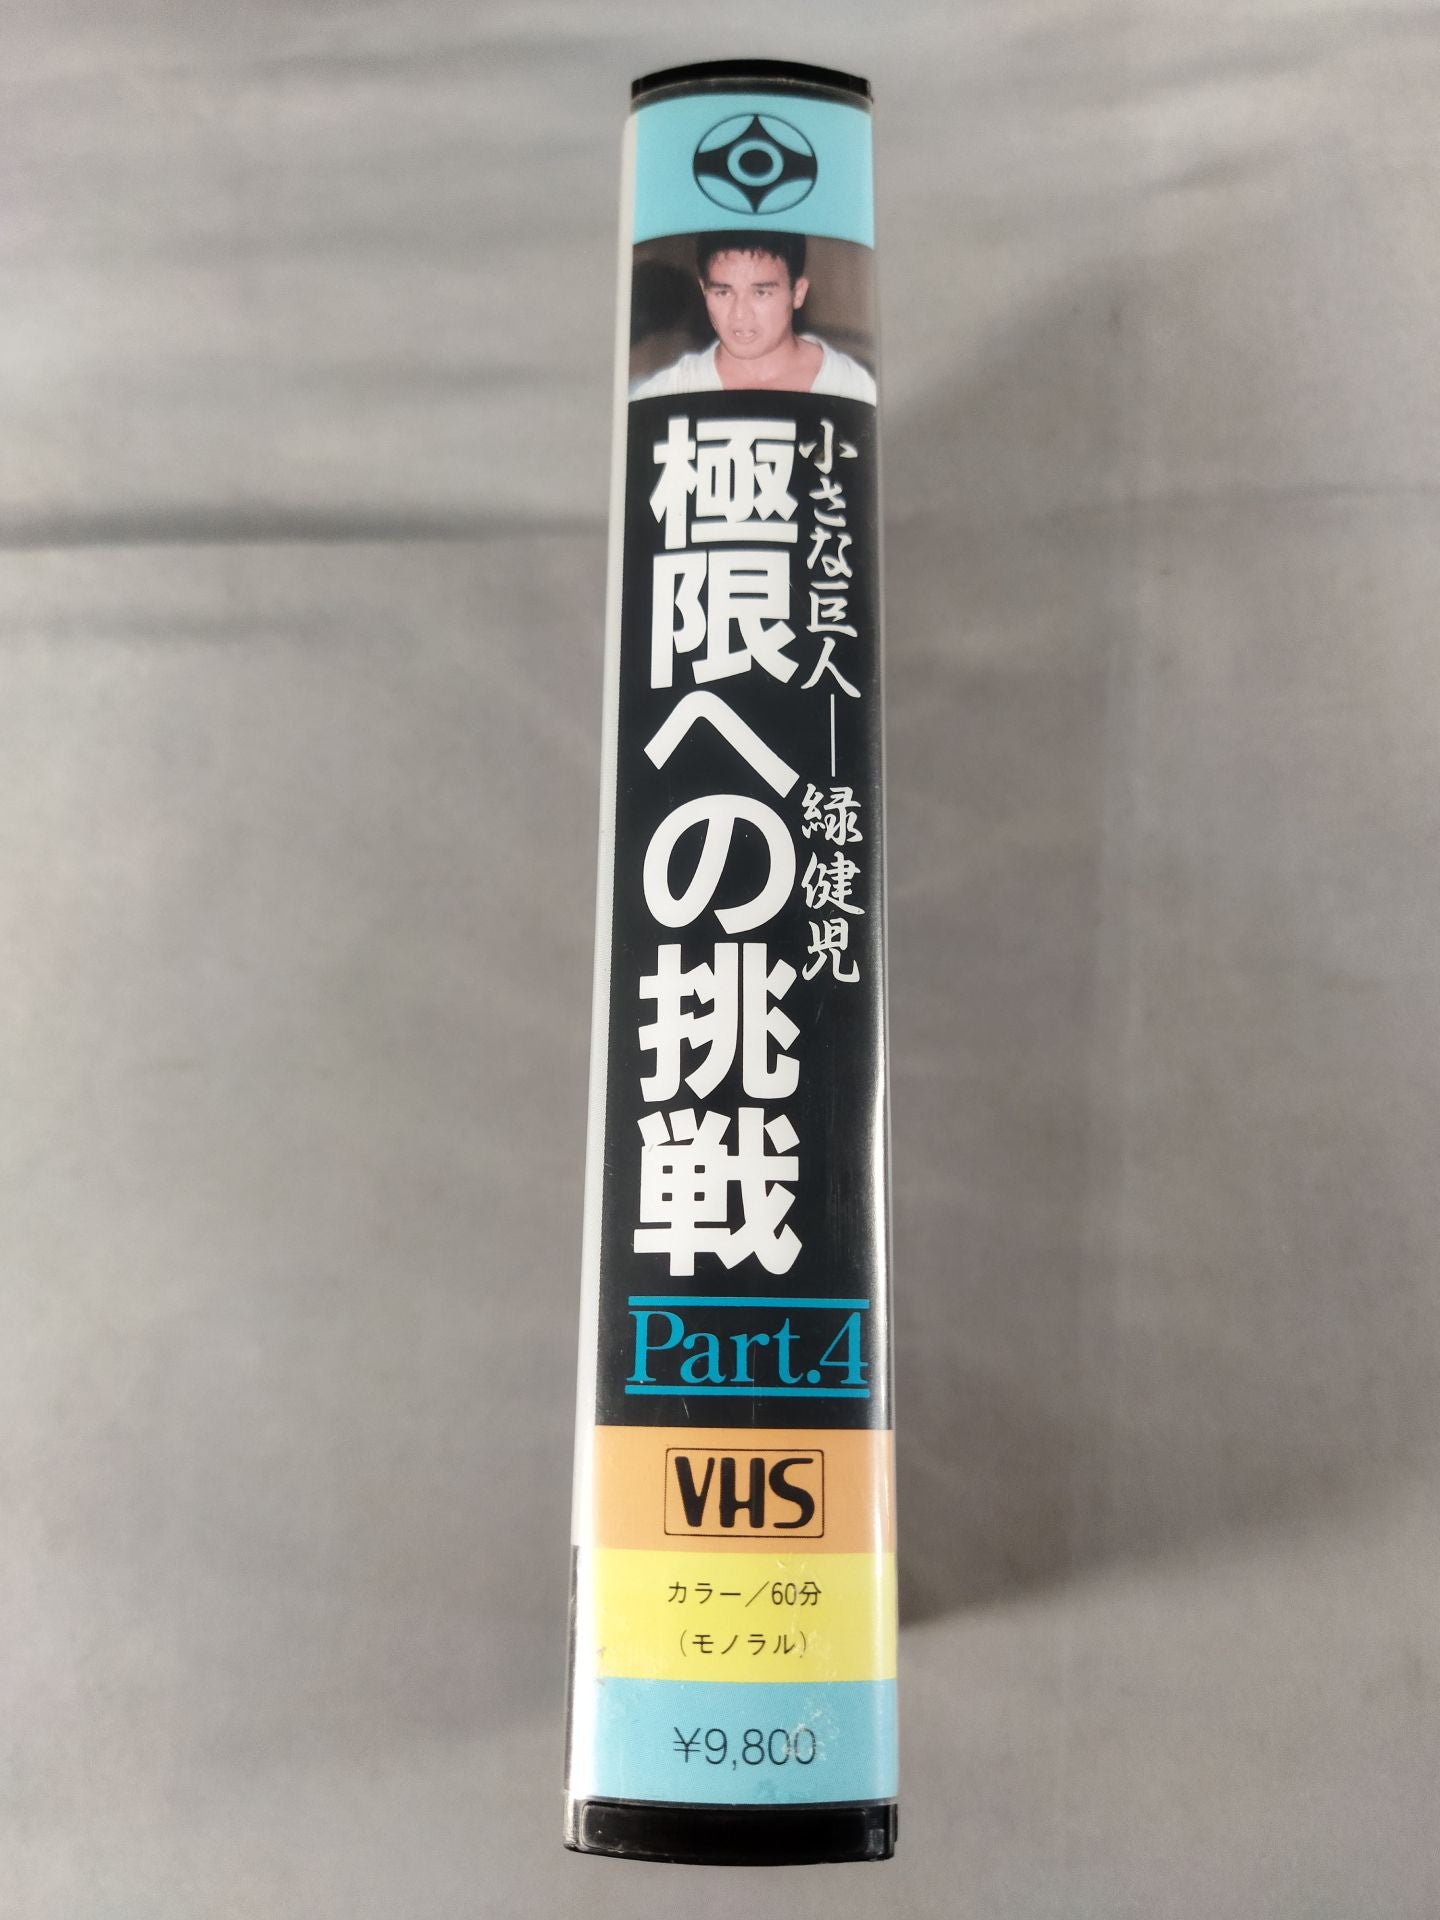 小さな巨人──緑健児
極限への挑戦
Part.4
VHS
カラー／60分
(モノラル)
¥9,800